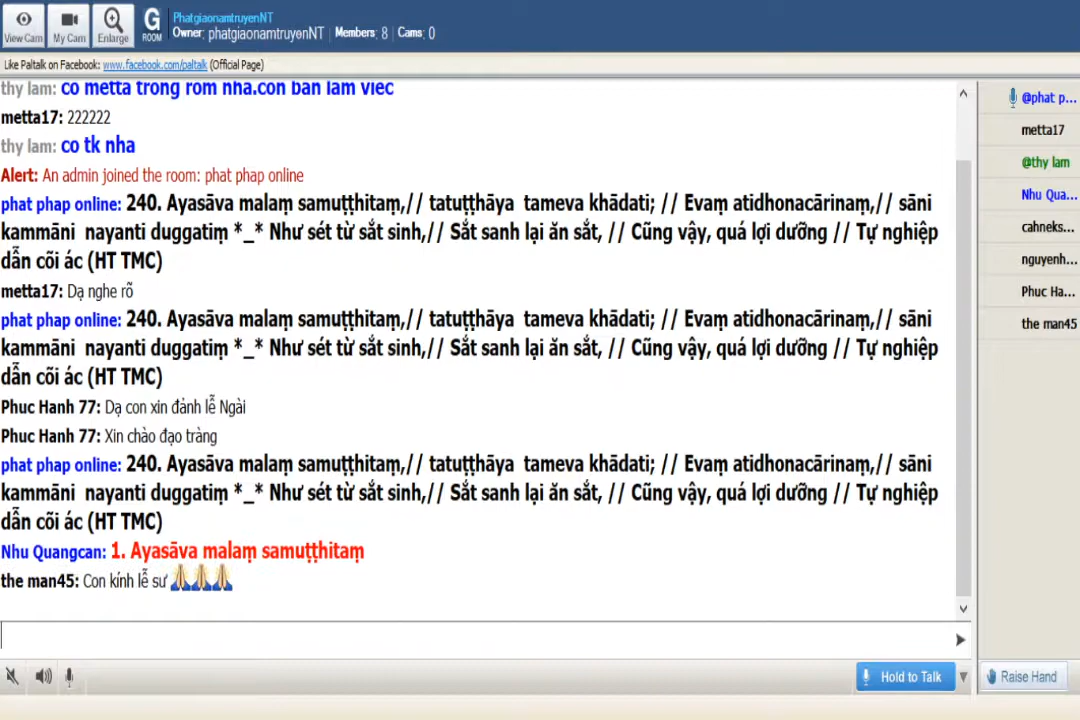 View Cam
My Cam
Enlarge
G
ROOM
PhatgiaonamtruyenNT
Owner: phatgiaonamtruyenNT | Members: 8 | Cams: 0
Like Paltalk on Facebook: www.facebook.com/paltalk (Official Page)
thy lam: co metta trong rom nha.con ban lam viec
metta17: 222222
thy lam: co tk nha
Alert: An admin joined the room: phat phap online
phat phap online: 240. Ayasāva malaṃ samuṭṭhitaṃ,// tatuṭṭhāya tameva khādati; // Evaṃ atidhonacārinaṃ,// sāni
kammāni nayanti duggatiṃ *_* Như sét từ sắt sinh,// Sắt sanh lại ăn sắt, // Cũng vậy, quá lợi dưỡng // Tự nghiệp
dẫn cõi ác (HT TMC)
metta17: Dạ nghe rõ
phat phap online: 240. Ayasāva malaṃ samuṭṭhitaṃ,// tatuṭṭhāya tameva khādati; // Evaṃ atidhonacārinaṃ,// sāni
kammāni nayanti duggatiṃ *_* Như sét từ sắt sinh,// Sắt sanh lại ăn sắt, // Cũng vậy, quá lợi dưỡng // Tự nghiệp
dẫn cõi ác (HT TMC)
Phuc Hanh 77: Dạ con xin đảnh lễ Ngài
Phuc Hanh 77: Xin chào đạo tràng
phat phap online: 240. Ayasāva malaṃ samuṭṭhitaṃ,// tatuṭṭhāya tameva khādati; // Evaṃ atidhonacārinaṃ,// sāni
kammāni nayanti duggatiṃ *_* Như sét từ sắt sinh,// Sắt sanh lại ăn sắt, // Cũng vậy, quá lợi dưỡng // Tự nghiệp
dẫn cõi ác (HT TMC)
Nhu Quangcan: 1. Ayasāva malaṃ samuṭṭhitaṃ
the man45: Con kính lễ sư 🙏🙏🙏
@phat p...
metta17
@thy lam
Nhu Qua...
cahneks...
nguyenh...
Phuc Ha...
the man45
Hold to Talk
Raise Hand